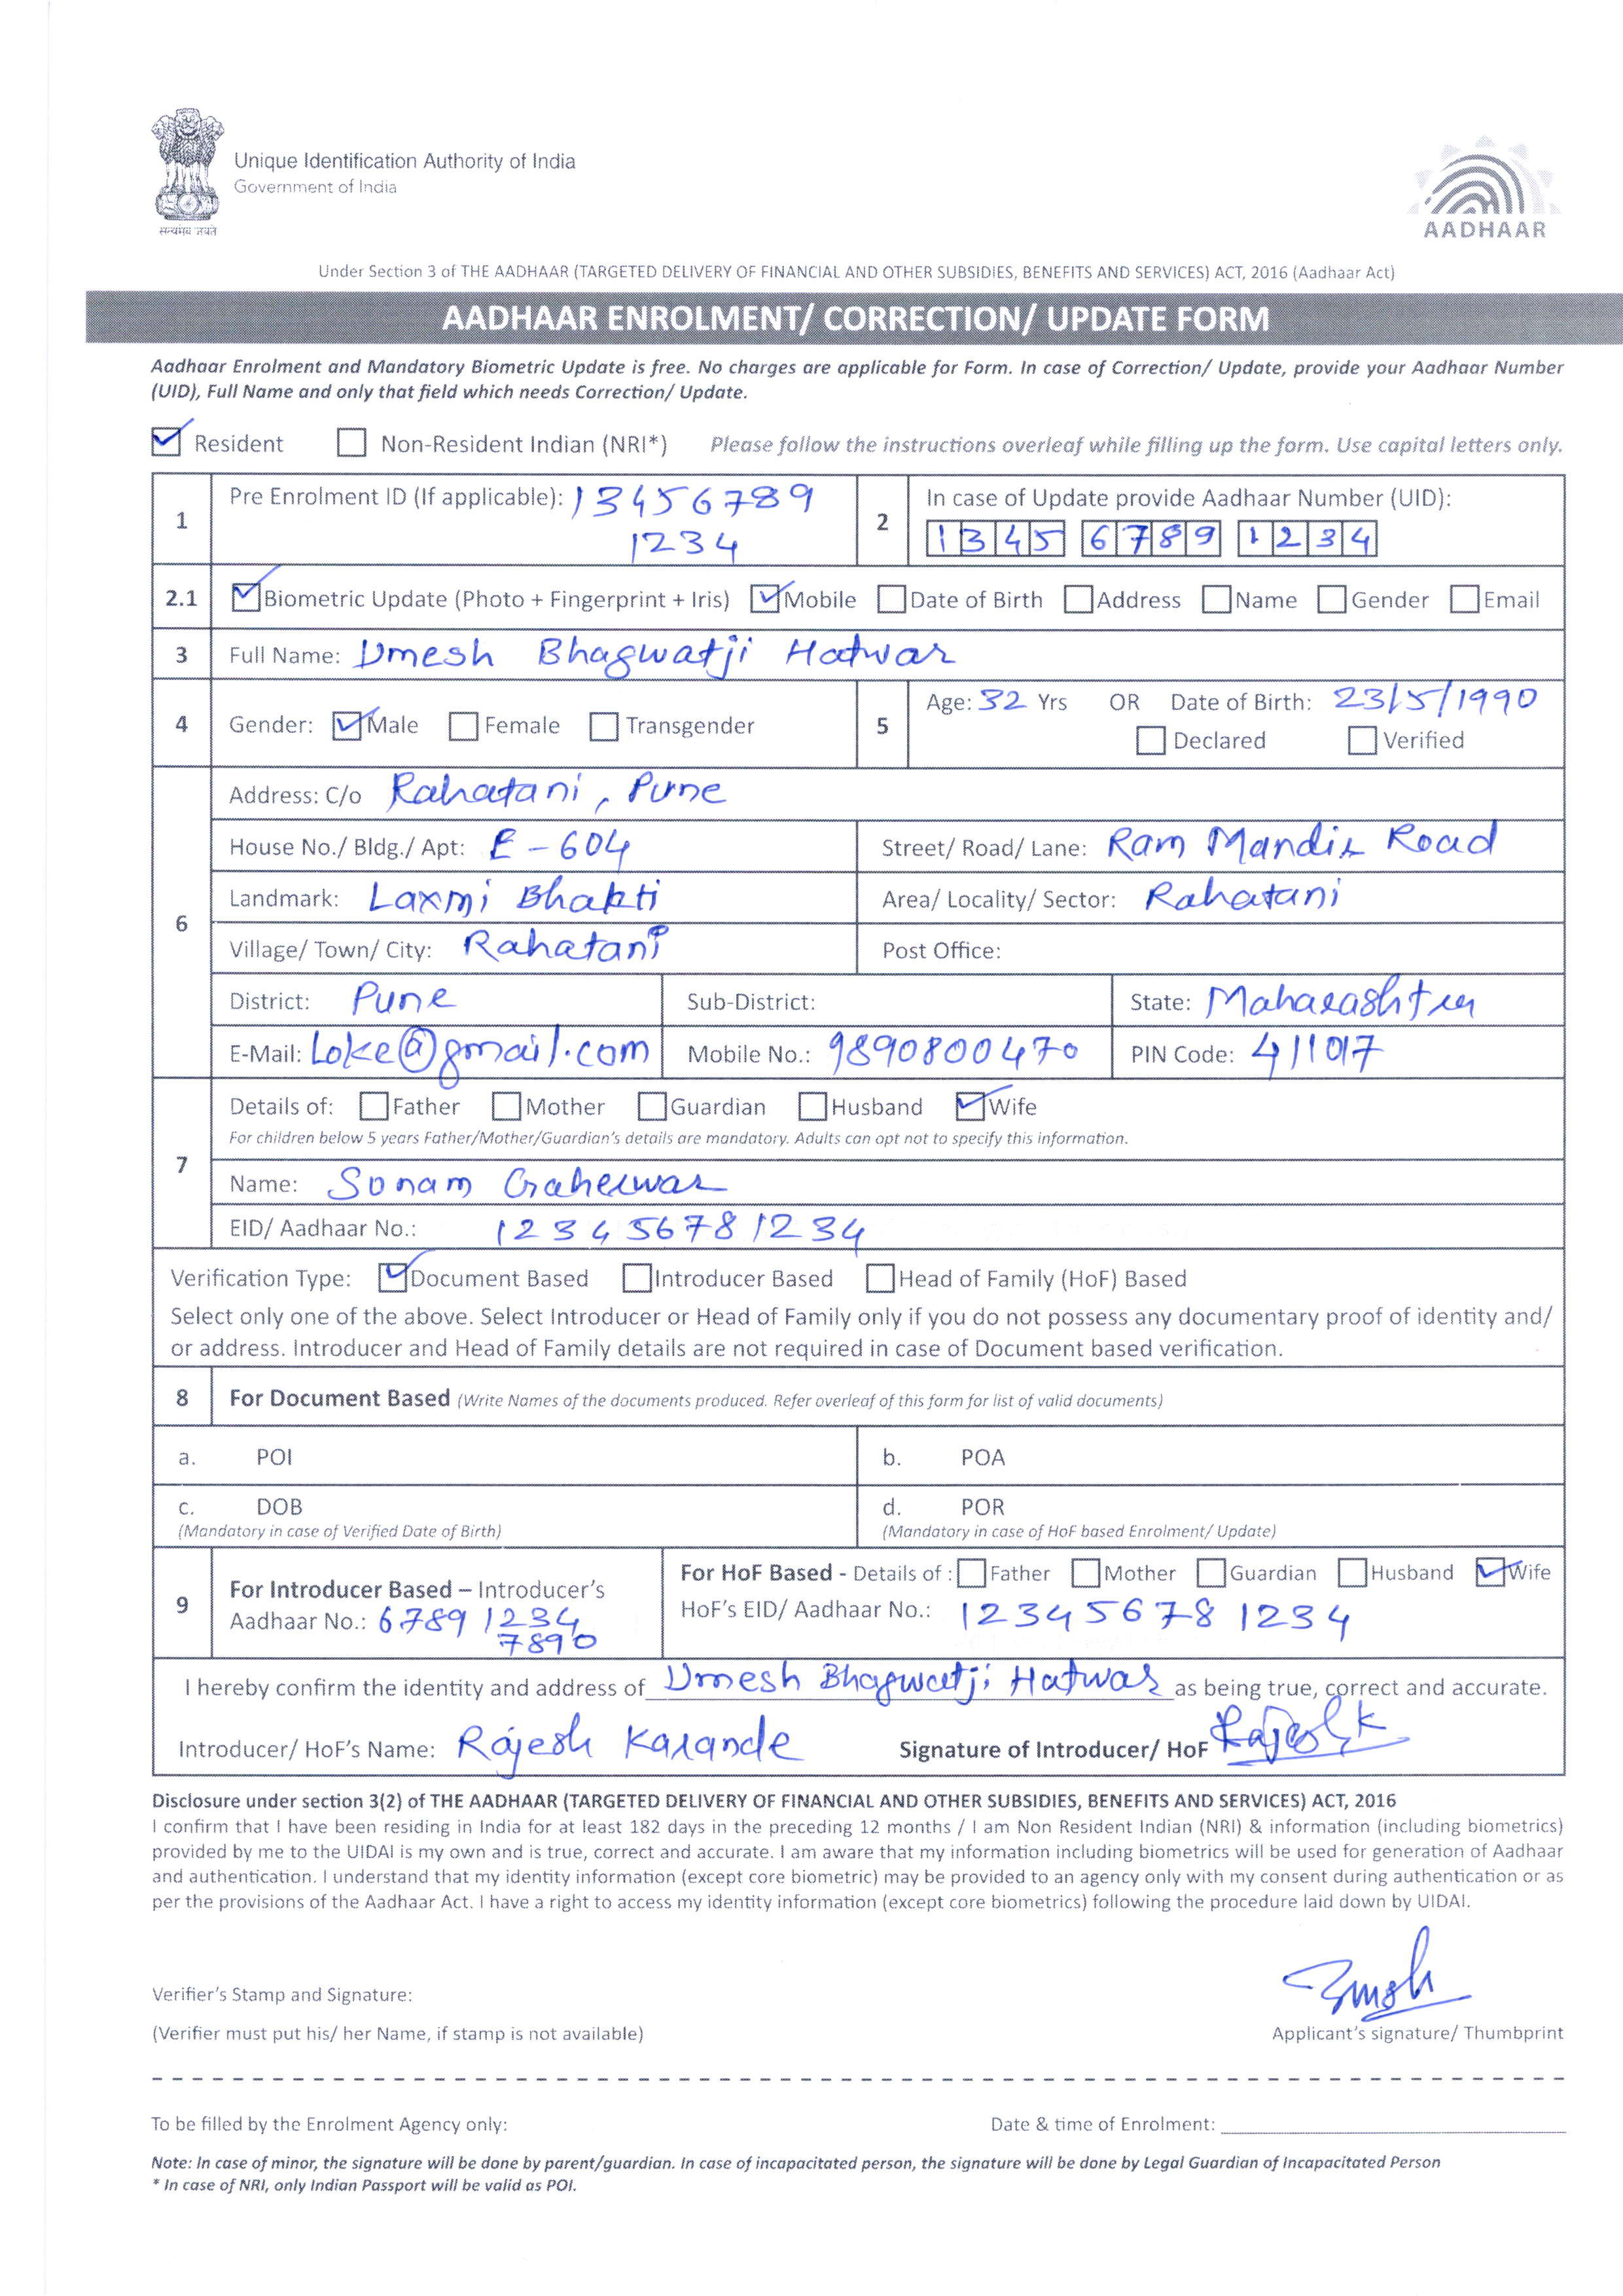 Unique Identification Authority of India
Government of India
सत्यमेव जयते
AADHAAR
Under Section 3 of THE AADHAAR (TARGETED DELIVERY OF FINANCIAL AND OTHER SUBSIDIES, BENEFITS AND SERVICES) ACT, 2016 (Aadhaar Act)
AADHAAR ENROLMENT/ CORRECTION/ UPDATE FORM
Aadhaar Enrolment and Mandatory Biometric Update is free. No charges are applicable for Form. In case of Correction/ Update, provide your Aadhaar Number
(UID), Full Name and only that field which needs Correction/ Update.
Resident Non-Resident Indian (NRI*) Please follow the instructions overleaf while filling up the form. Use capital letters only.
1 Pre Enrolment ID (If applicable): 13456789
1234
2 In case of Update provide Aadhaar Number (UID):
1345 6789 1234
2.1 Biometric Update (Photo + Fingerprint + Iris) Mobile Date of Birth Address Name Gender Email
3 Full Name: Umesh Bhagwatji Hatwar
4 Gender: Male Female Transgender
5 Age: 32 Yrs OR Date of Birth: 23/5/1990
Declared Verified
6 Address: C/o Rahatani, Pune
House No./ Bldg./ Apt: E-604 Street/ Road/ Lane: Ram Mandir Road
Landmark: Laxmi Bhakti Area/ Locality/ Sector: Rahatani
Village/ Town/ City: Rahatani Post Office:
District: Pune Sub-District: State: Maharashtra
E-Mail: Loke@gmail.com Mobile No.: 9890800470 PIN Code: 411017
7 Details of: Father Mother Guardian Husband Wife
For children below 5 years Father/Mother/Guardian's details are mandatory. Adults can opt not to specify this information.
Name: Sonam Gaherwar
EID/ Aadhaar No.: 123456781234
Verification Type: Document Based Introducer Based Head of Family (HoF) Based
Select only one of the above. Select Introducer or Head of Family only if you do not possess any documentary proof of identity and/
or address. Introducer and Head of Family details are not required in case of Document based verification.
8 For Document Based (Write Names of the documents produced. Refer overleaf of this form for list of valid documents)
a. POI b. POA
c. DOB d. POR
(Mandatory in case of Verified Date of Birth) (Mandatory in case of HoF based Enrolment/ Update)
9 For Introducer Based – Introducer's
Aadhaar No.: 67891234
7890
For HoF Based - Details of : Father Mother Guardian Husband Wife
HoF's EID/ Aadhaar No.: 123456781234
I hereby confirm the identity and address of Umesh Bhagwatji Hatwar as being true, correct and accurate.
Introducer/ HoF's Name: Rajesh Karande Signature of Introducer/ HoF Rajesh K
Disclosure under section 3(2) of THE AADHAAR (TARGETED DELIVERY OF FINANCIAL AND OTHER SUBSIDIES, BENEFITS AND SERVICES) ACT, 2016
I confirm that I have been residing in India for at least 182 days in the preceding 12 months / I am Non Resident Indian (NRI) & information (including biometrics)
provided by me to the UIDAI is my own and is true, correct and accurate. I am aware that my information including biometrics will be used for generation of Aadhaar
and authentication. I understand that my identity information (except core biometric) may be provided to an agency only with my consent during authentication or as
per the provisions of the Aadhaar Act. I have a right to access my identity information (except core biometrics) following the procedure laid down by UIDAI.
Umesh
Verifier's Stamp and Signature:
(Verifier must put his/ her Name, if stamp is not available) Applicant's signature/ Thumbprint
To be filled by the Enrolment Agency only: Date & time of Enrolment:
Note: In case of minor, the signature will be done by parent/guardian. In case of incapacitated person, the signature will be done by Legal Guardian of Incapacitated Person
* In case of NRI, only Indian Passport will be valid as POI.